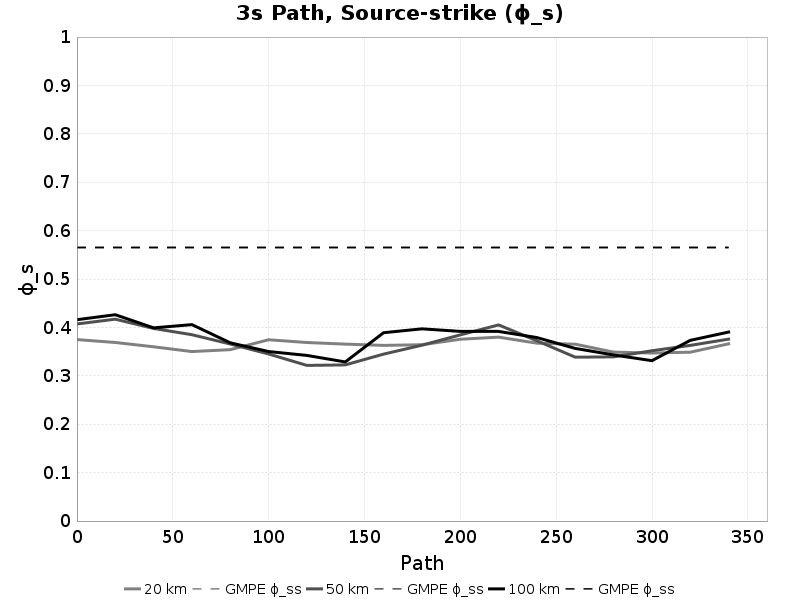 3s Path, Source-strike (ϕ_s)
1
0.9
0.8
0.7
0.6
0.5
0.4
0.3
0.2
0.1
0
ϕ_s
0 50 100 150 200 250 300 350
Path
20 km GMPE ϕ_ss 50 km GMPE ϕ_ss 100 km GMPE ϕ_ss